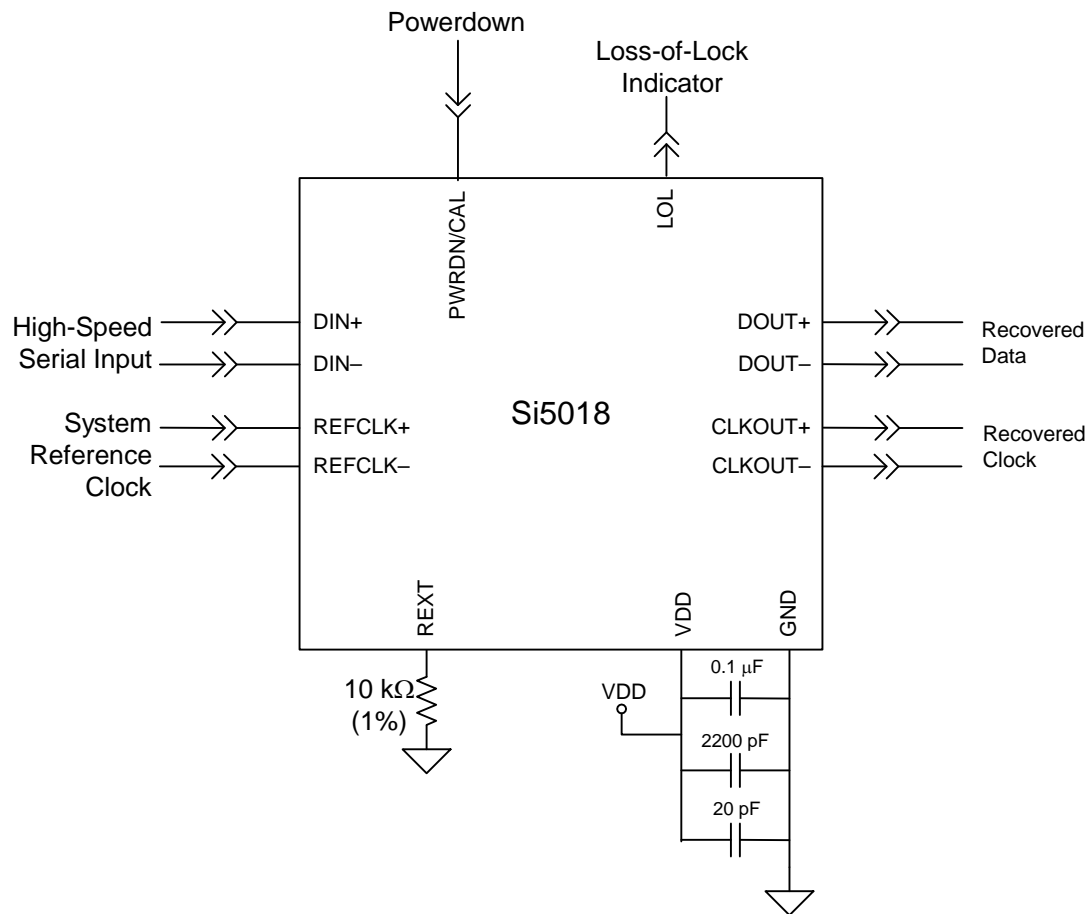 Powerdown
Loss-of-Lock
Indicator
PWRDN/CAL
LOL
High-Speed
Serial Input
DIN+
DIN–
DOUT+
DOUT–
Recovered
Data
System
Reference
Clock
REFCLK+
REFCLK–
Si5018
CLKOUT+
CLKOUT–
Recovered
Clock
REXT
VDD
GND
10 kΩ
(1%)
VDD
0.1 μF
2200 pF
20 pF